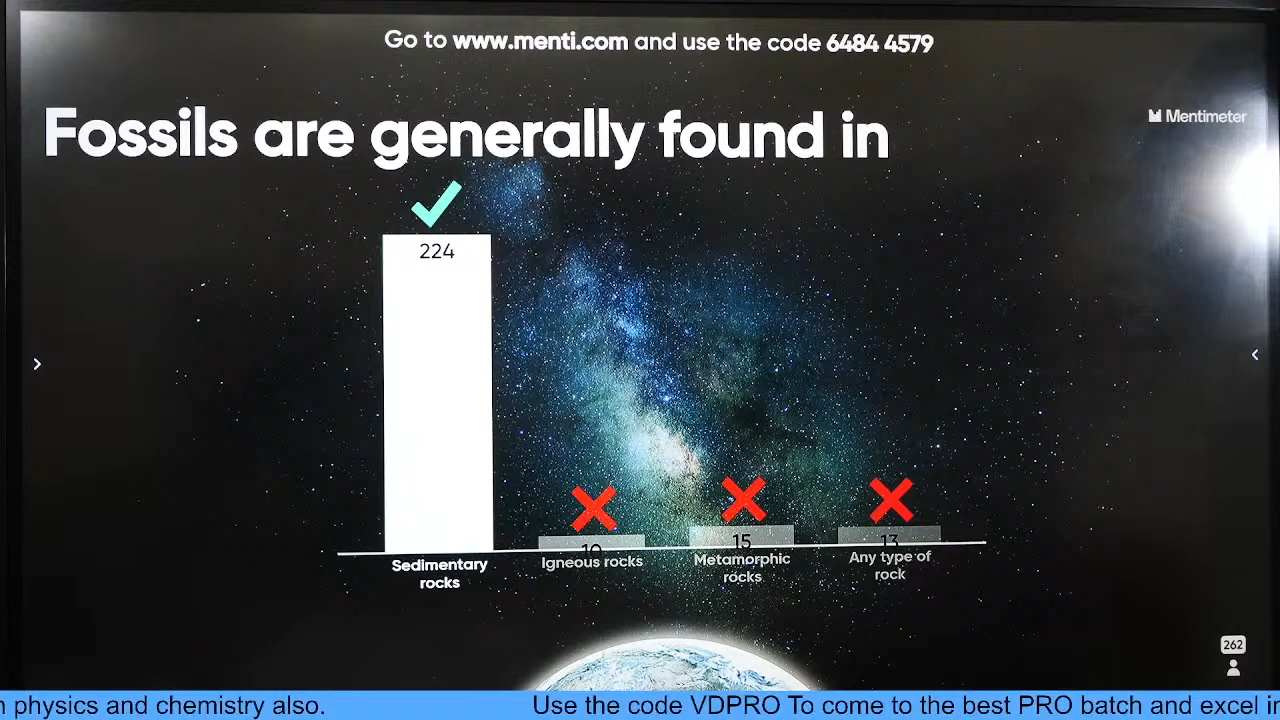 Go to www.menti.com and use the code 6484 4579
Mentimeter
Fossils are generally found in
224
10
15
13
Sedimentary
rocks
Igneous rocks
Metamorphic
rocks
Any type of
rock
262
physics and chemistry also.
Use the code VDPRO To come to the best PRO batch and excel